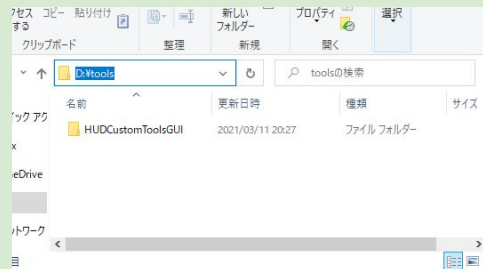 アクセス コピー 貼り付け 新しい プロパティ 選択
する フォルダー
クリップボード 整理 新規 開く
D:¥tools toolsの検索
名前 更新日時 種類 サイズ
HUDCustomToolsGUI 2021/03/11 20:27 ファイル フォルダー
ック アク
x
eDrive
ットワーク